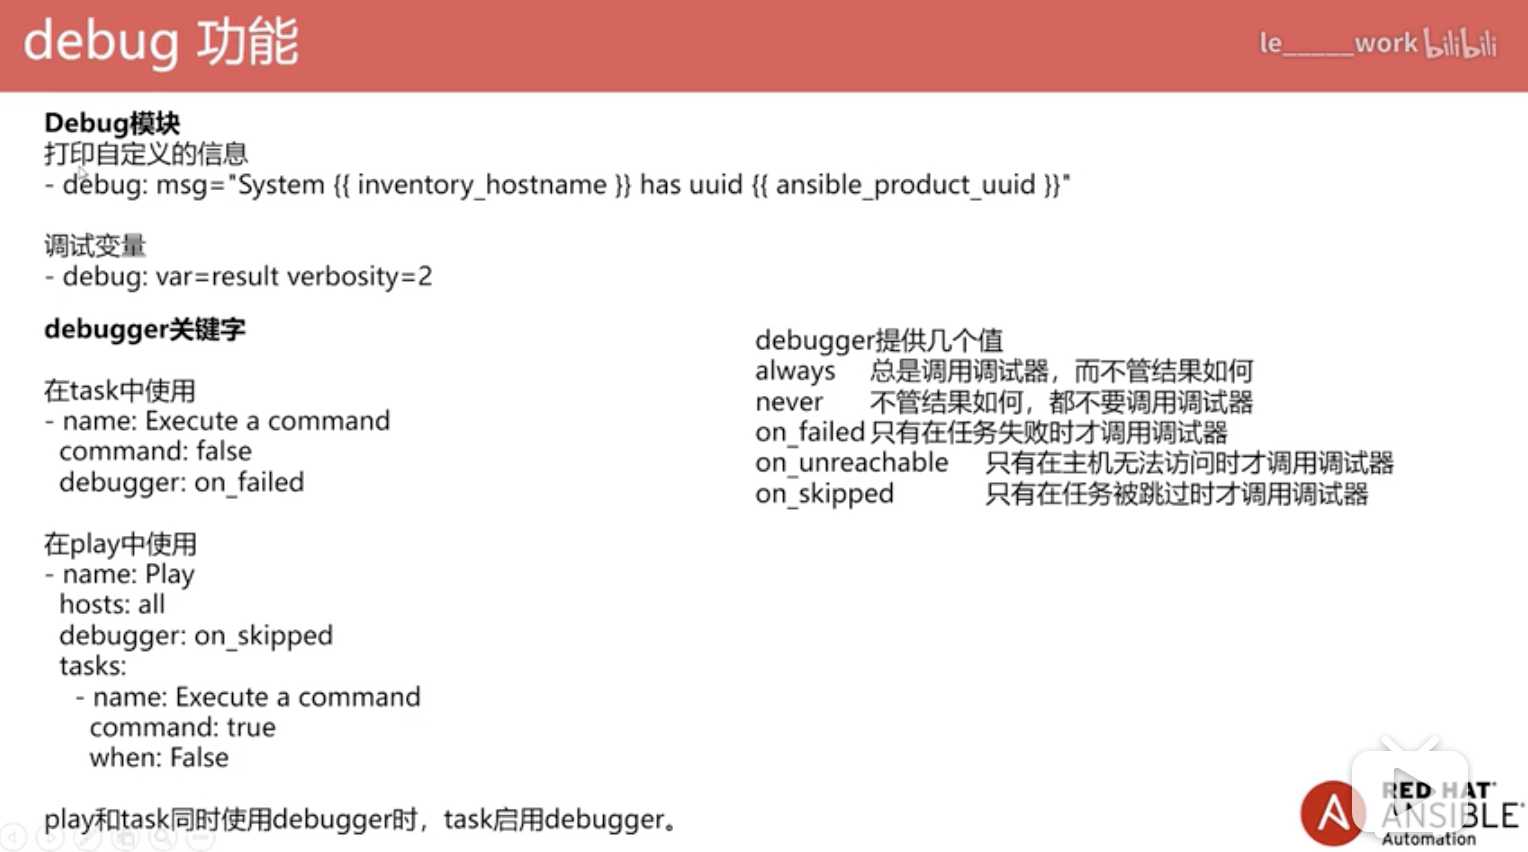 debug 功能
le_____work bilibili
Debug模块
打印自定义的信息
- debug: msg="System {{ inventory_hostname }} has uuid {{ ansible_product_uuid }}"
调试变量
- debug: var=result verbosity=2
debugger关键字
在task中使用
- name: Execute a command
command: false
debugger: on_failed
在play中使用
- name: Play
hosts: all
debugger: on_skipped
tasks:
- name: Execute a command
command: true
when: False
play和task同时使用debugger时，task启用debugger。
debugger提供几个值
always 总是调用调试器，而不管结果如何
never 不管结果如何，都不要调用调试器
on_failed 只有在任务失败时才调用调试器
on_unreachable 只有在主机无法访问时才调用调试器
on_skipped 只有在任务被跳过时才调用调试器
RED HAT
ANSIBLE
Automation